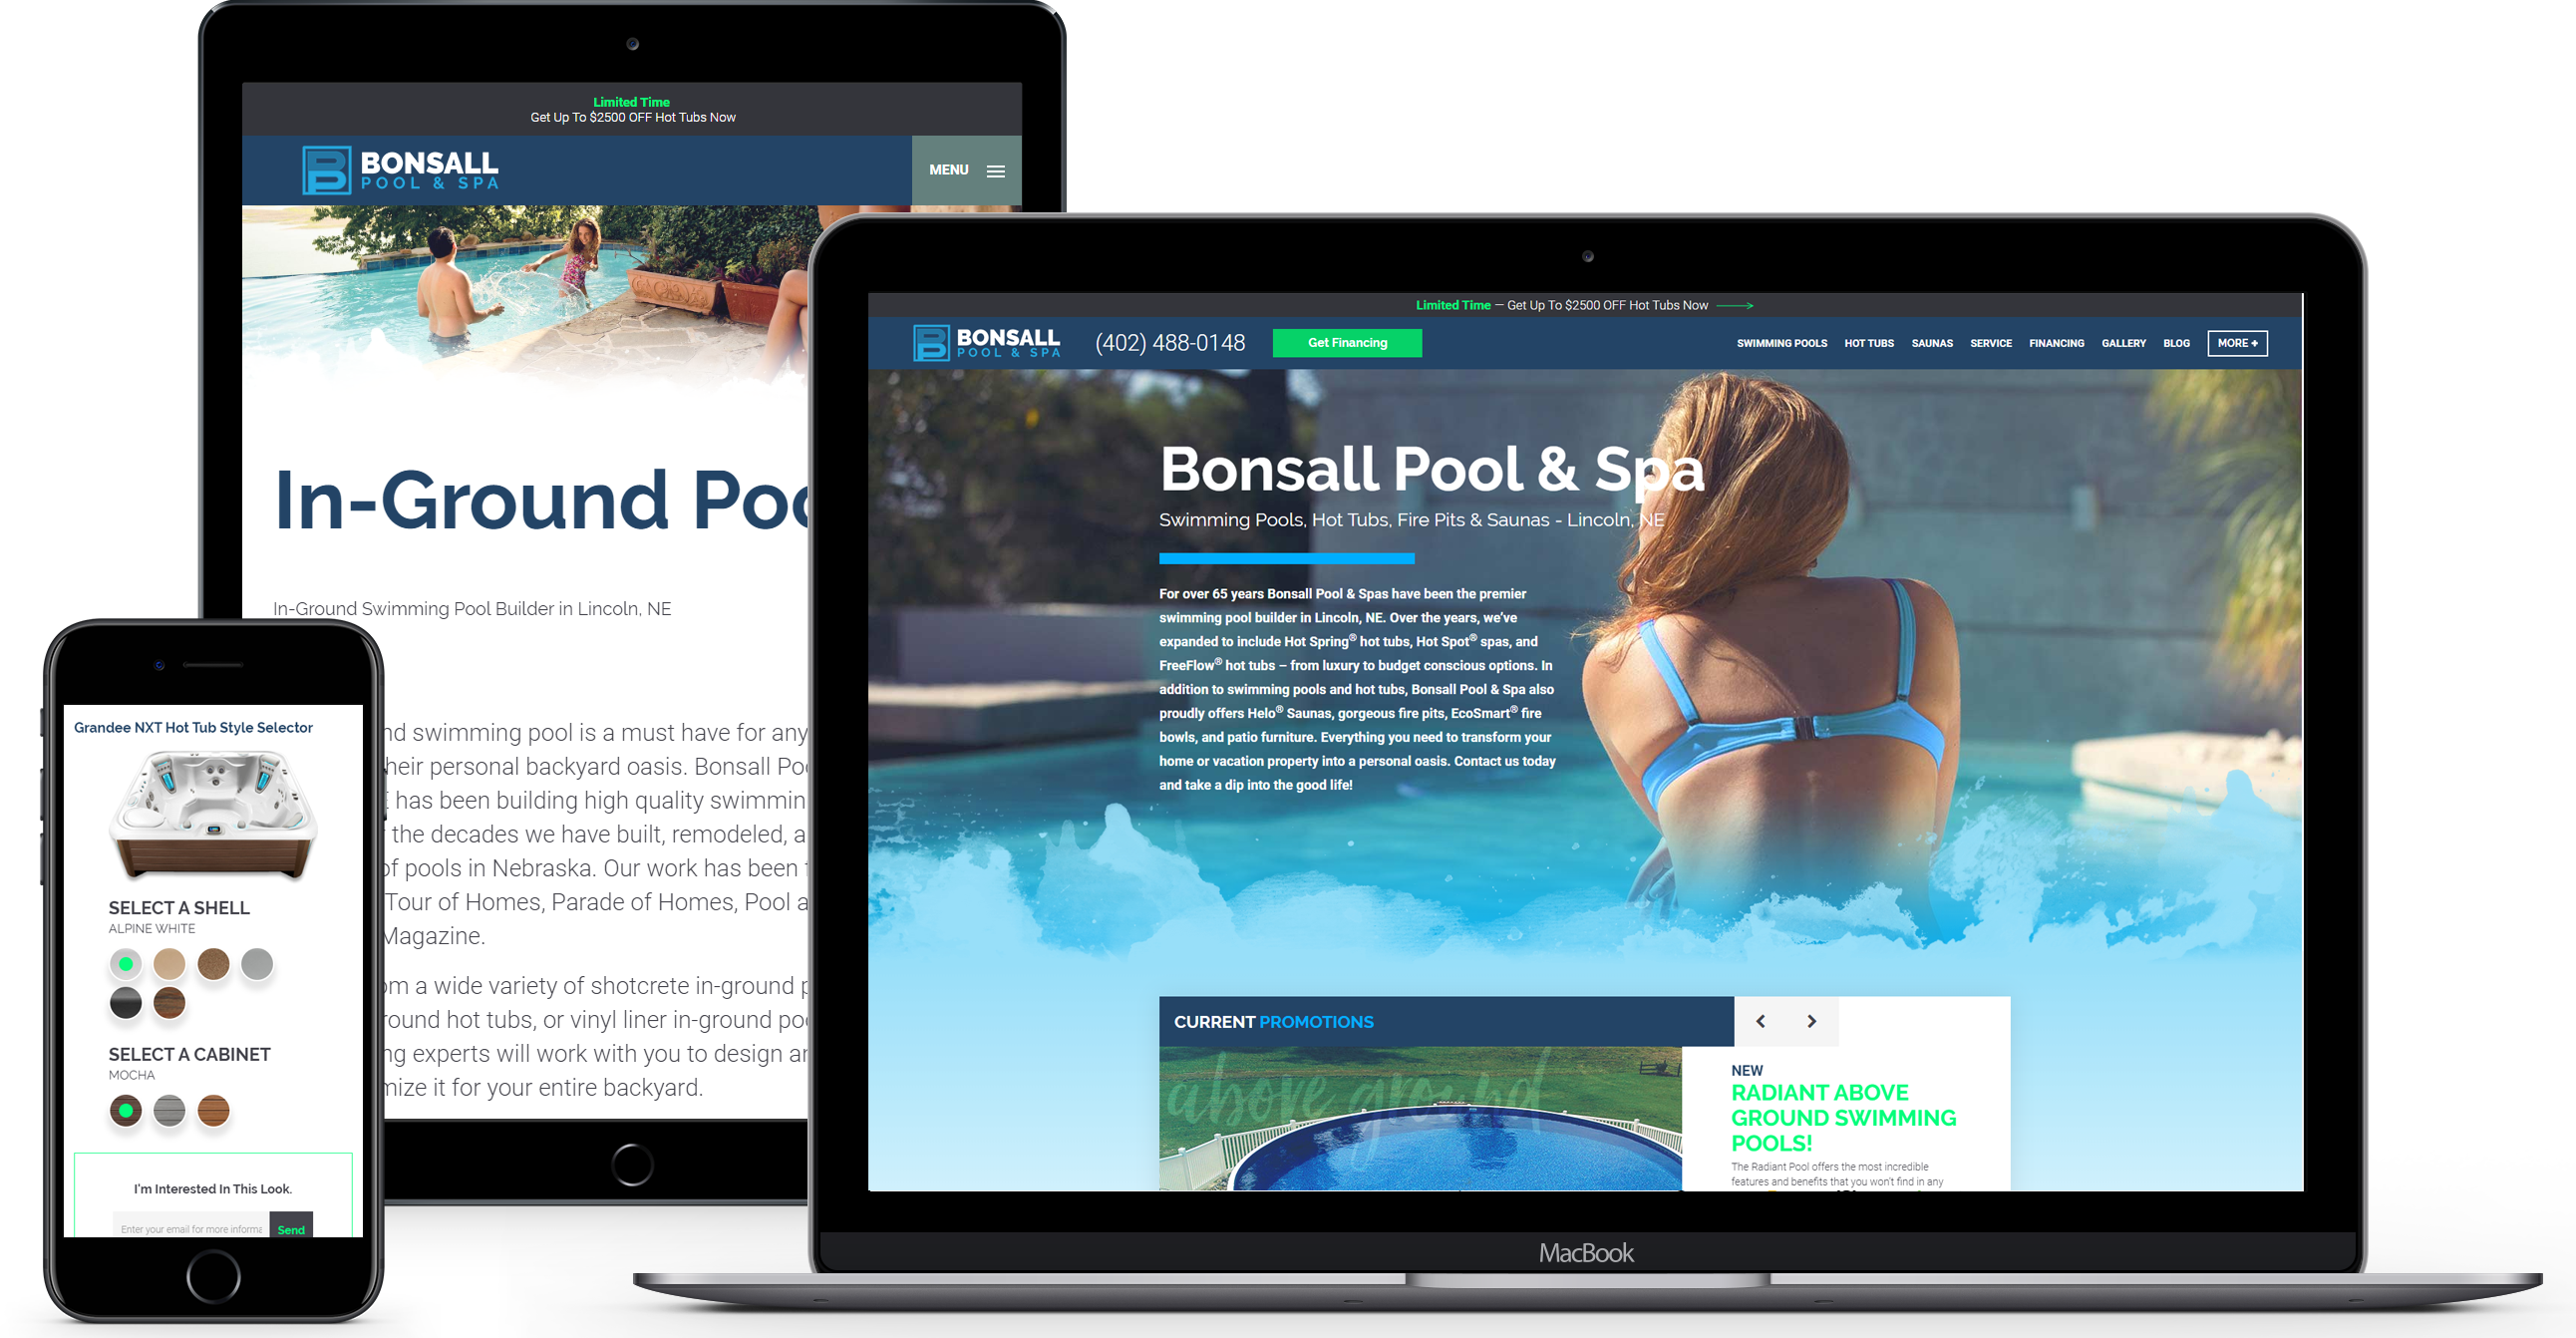 Limited Time
Get Up To $2500 OFF Hot Tubs Now
BONSALL
POOL & SPA
MENU
In-Ground
In-Ground Swimming Pool Builder in Lincoln, NE
swimming pool is a must have for any
their personal backyard oasis. Bonsall
has been building high quality
the decades we have built, remodeled,
of pools in Nebraska. Our work has been
Tour of Homes, Parade of Homes, Pool
Magazine.
a wide variety of shotcrete in-ground
hot tubs, or vinyl liner in-ground
experts will work with you to design
it for your entire backyard.
Grandee NXT Hot Tub Style Selector
SELECT A SHELL
ALPINE WHITE
SELECT A CABINET
MOCHA
I'm Interested In This Look.
Enter your email for more informa
Send
Limited Time – Get Up To $2500 OFF Hot Tubs Now
BONSALL
POOL & SPA
(402) 488-0148
Get Financing
SWIMMING POOLS HOT TUBS SAUNAS SERVICE FINANCING GALLERY BLOG MORE +
Bonsall Pool & Spa
Swimming Pools, Hot Tubs, Fire Pits & Saunas - Lincoln, NE
For over 65 years Bonsall Pool & Spas have been the premier
swimming pool builder in Lincoln, NE. Over the years, we’ve
expanded to include Hot Spring® hot tubs, Hot Spot® spas, and
FreeFlow® hot tubs – from luxury to budget conscious options. In
addition to swimming pools and hot tubs, Bonsall Pool & Spa also
proudly offers Helo® Saunas, gorgeous fire pits, EcoSmart® fire
bowls, and patio furniture. Everything you need to transform your
home or vacation property into a personal oasis. Contact us today
and take a dip into the good life!
CURRENT PROMOTIONS
above ground
NEW
RADIANT ABOVE
GROUND SWIMMING
POOLS!
The Radiant Pool offers the most incredible
features and benefits that you won't find in any
MacBook